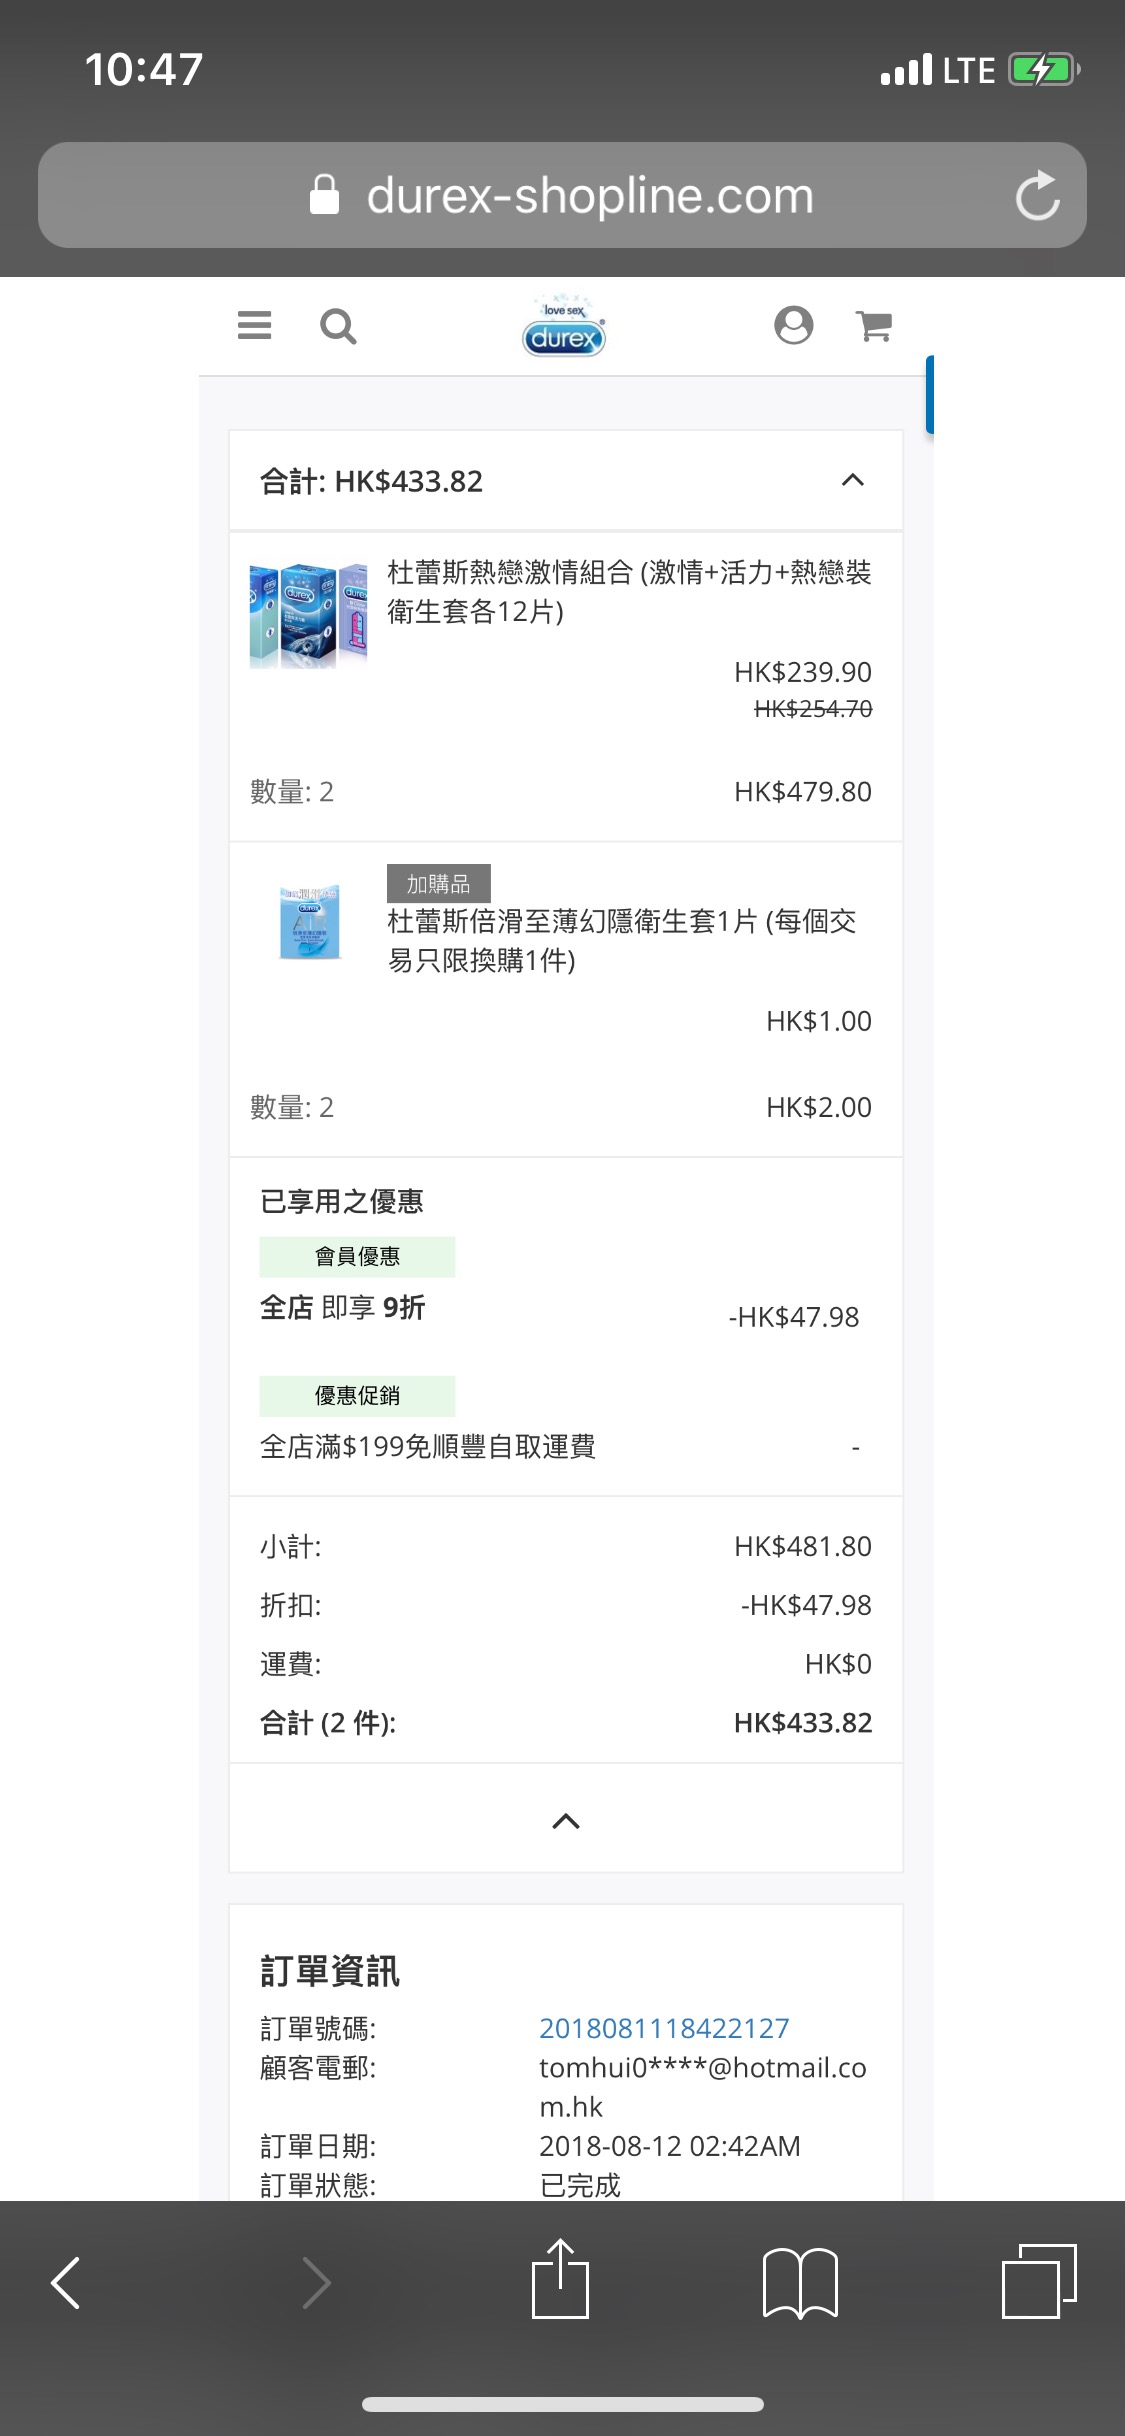 10:47
LTE
durex-shopline.com
love sex
durex
合計: HK$433.82
杜蕾斯熱戀激情組合 (激情+活力+熱戀裝
衛生套各12片)
HK$239.90
HK$254.70
數量: 2
HK$479.80
加購品
杜蕾斯倍滑至薄幻隱衛生套1片 (每個交
易只限換購1件)
HK$1.00
數量: 2
HK$2.00
已享用之優惠
會員優惠
全店 即享 9折
-HK$47.98
優惠促銷
全店滿$199免順豐自取運費
-
小計:
HK$481.80
折扣:
-HK$47.98
運費:
HK$0
合計 (2 件):
HK$433.82
訂單資訊
訂單號碼:
2018081118422127
顧客電郵:
tomhui0****@hotmail.co
m.hk
訂單日期:
2018-08-12 02:42AM
訂單狀態:
已完成